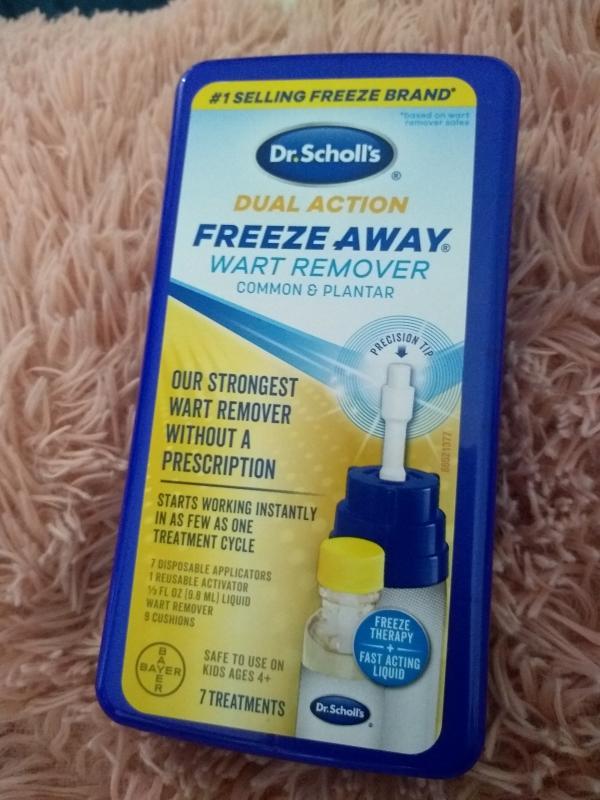 #1 SELLING FREEZE BRAND*
*based on wart
remover sales
Dr.Scholl's®
DUAL ACTION
FREEZE AWAY®
WART REMOVER
COMMON & PLANTAR
PRECISION TIP
OUR STRONGEST
WART REMOVER
WITHOUT A
PRESCRIPTION
STARTS WORKING INSTANTLY
IN AS FEW AS ONE
TREATMENT CYCLE
7 DISPOSABLE APPLICATORS
1 REUSABLE ACTIVATOR
⅓ FL OZ (9.8 ML) LIQUID
WART REMOVER
9 CUSHIONS
FREEZE
THERAPY
+
FAST ACTING
LIQUID
BAYER
BAYER
SAFE TO USE ON
KIDS AGES 4+
7 TREATMENTS
Dr.Scholl's®